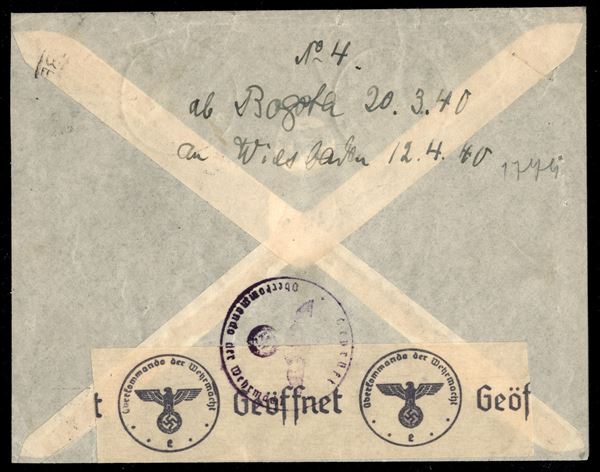 No 4.
ab Bogota 20.3.40
an Wiesbaden 12.4.40
Oberkommando der Wehrmacht
Geprüft
t
Oberkommando der Wehrmacht
e
Geöffnet
Oberkommando der Wehrmacht
e
Geöf